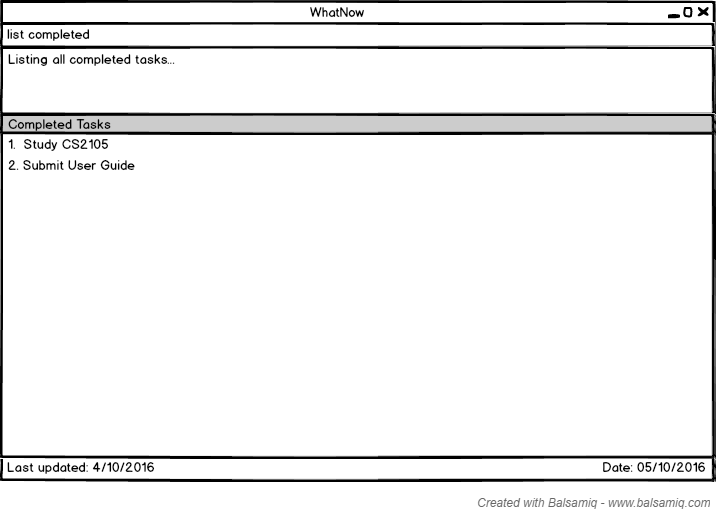 WhatNow
list completed
Listing all completed tasks...
Completed Tasks
1. Study CS2105
2. Submit User Guide
Last updated: 4/10/2016 Date: 05/10/2016
Created with Balsamiq - www.balsamiq.com